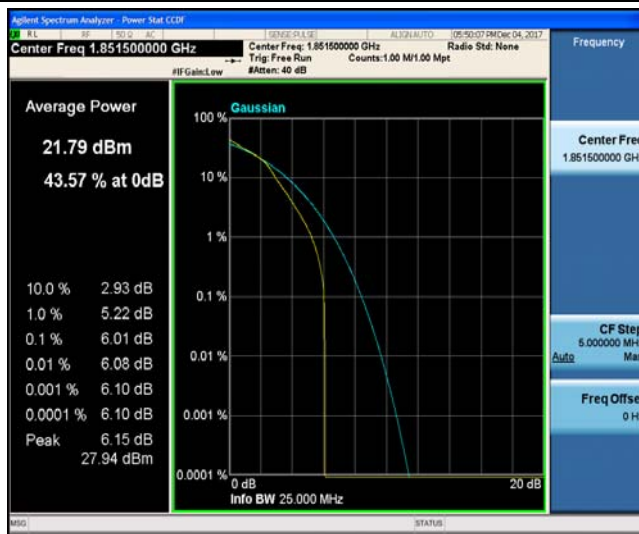 Agilent Spectrum Analyzer - Power Stat CCDF
RL RF 50 Ω AC SENSE:PULSE ALIGNAUTO 05:50:07 PM Dec 04, 2017
Center Freq 1.851500000 GHz
Center Freq: 1.851500000 GHz Radio Std: None
Trig: Free Run Counts:1.00 M/1.00 Mpt
#IFGain:Low #Atten: 40 dB
Frequency
Average Power
21.79 dBm
43.57 % at 0dB
10.0 % 2.93 dB
1.0 % 5.22 dB
0.1 % 6.01 dB
0.01 % 6.08 dB
0.001 % 6.10 dB
0.0001 % 6.10 dB
Peak 6.15 dB
27.94 dBm
Gaussian
100 %
10 %
1 %
0.1 %
0.01 %
0.001 %
0.0001 %
0 dB 20 dB
Info BW 25.000 MHz
Center Fre
1.851500000 GH
CF Step
5.000000 MH
Auto Ma
Freq Offse
0 H
MSG STATUS